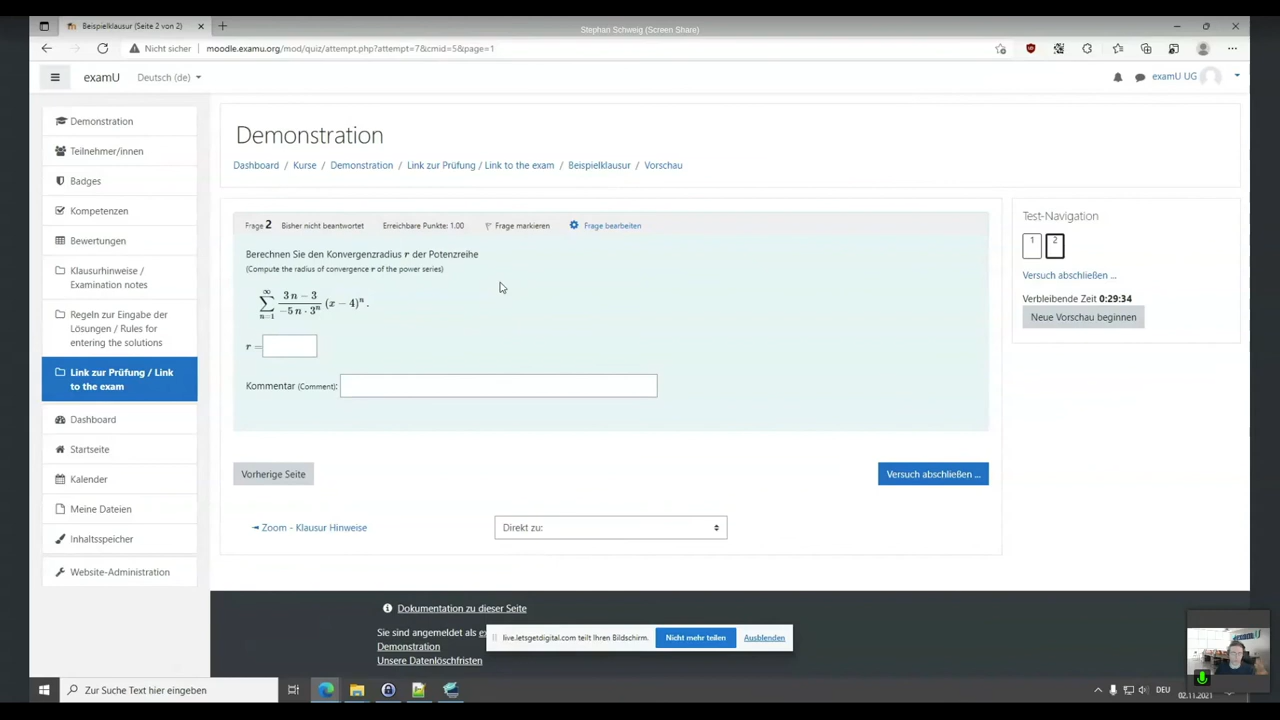 Beispielklausur (Seite 2 von 2)
Stephan Schweig (Screen Share)
Nicht sicher
moodle.examu.org/mod/quiz/attempt.php?attempt=7&cmid=5&page=1
examU
Deutsch (de)
examU UG
Demonstration
Teilnehmer/innen
Badges
Kompetenzen
Bewertungen
Klausurhinweise /
Examination notes
Regeln zur Eingabe der
Lösungen / Rules for
entering the solutions
Link zur Prüfung / Link
to the exam
Dashboard
Startseite
Kalender
Meine Dateien
Inhaltsspeicher
Website-Administration
Demonstration
Dashboard / Kurse / Demonstration / Link zur Prüfung / Link to the exam / Beispielklausur / Vorschau
Frage 2 Bisher nicht beantwortet Erreichbare Punkte: 1.00 Frage markieren Frage bearbeiten
Berechnen Sie den Konvergenzradius r der Potenzreihe
(Compute the radius of convergence r of the power series)
∑_{n=1}^{∞} (3 n − 3)/(−5 n · 3^n) (x − 4)^n .
r =
Kommentar (Comment):
Vorherige Seite
Versuch abschließen ...
Zoom - Klausur Hinweise
Direkt zu:
Test-Navigation
1 2
Versuch abschließen ...
Verbleibende Zeit 0:29:34
Neue Vorschau beginnen
Dokumentation zu dieser Seite
Sie sind angemeldet als
Demonstration
Unsere Datenlöschfristen
live.letsgetdigital.com teilt Ihren Bildschirm.
Nicht mehr teilen
Ausblenden
Zur Suche Text hier eingeben
DEU
02.11.2021